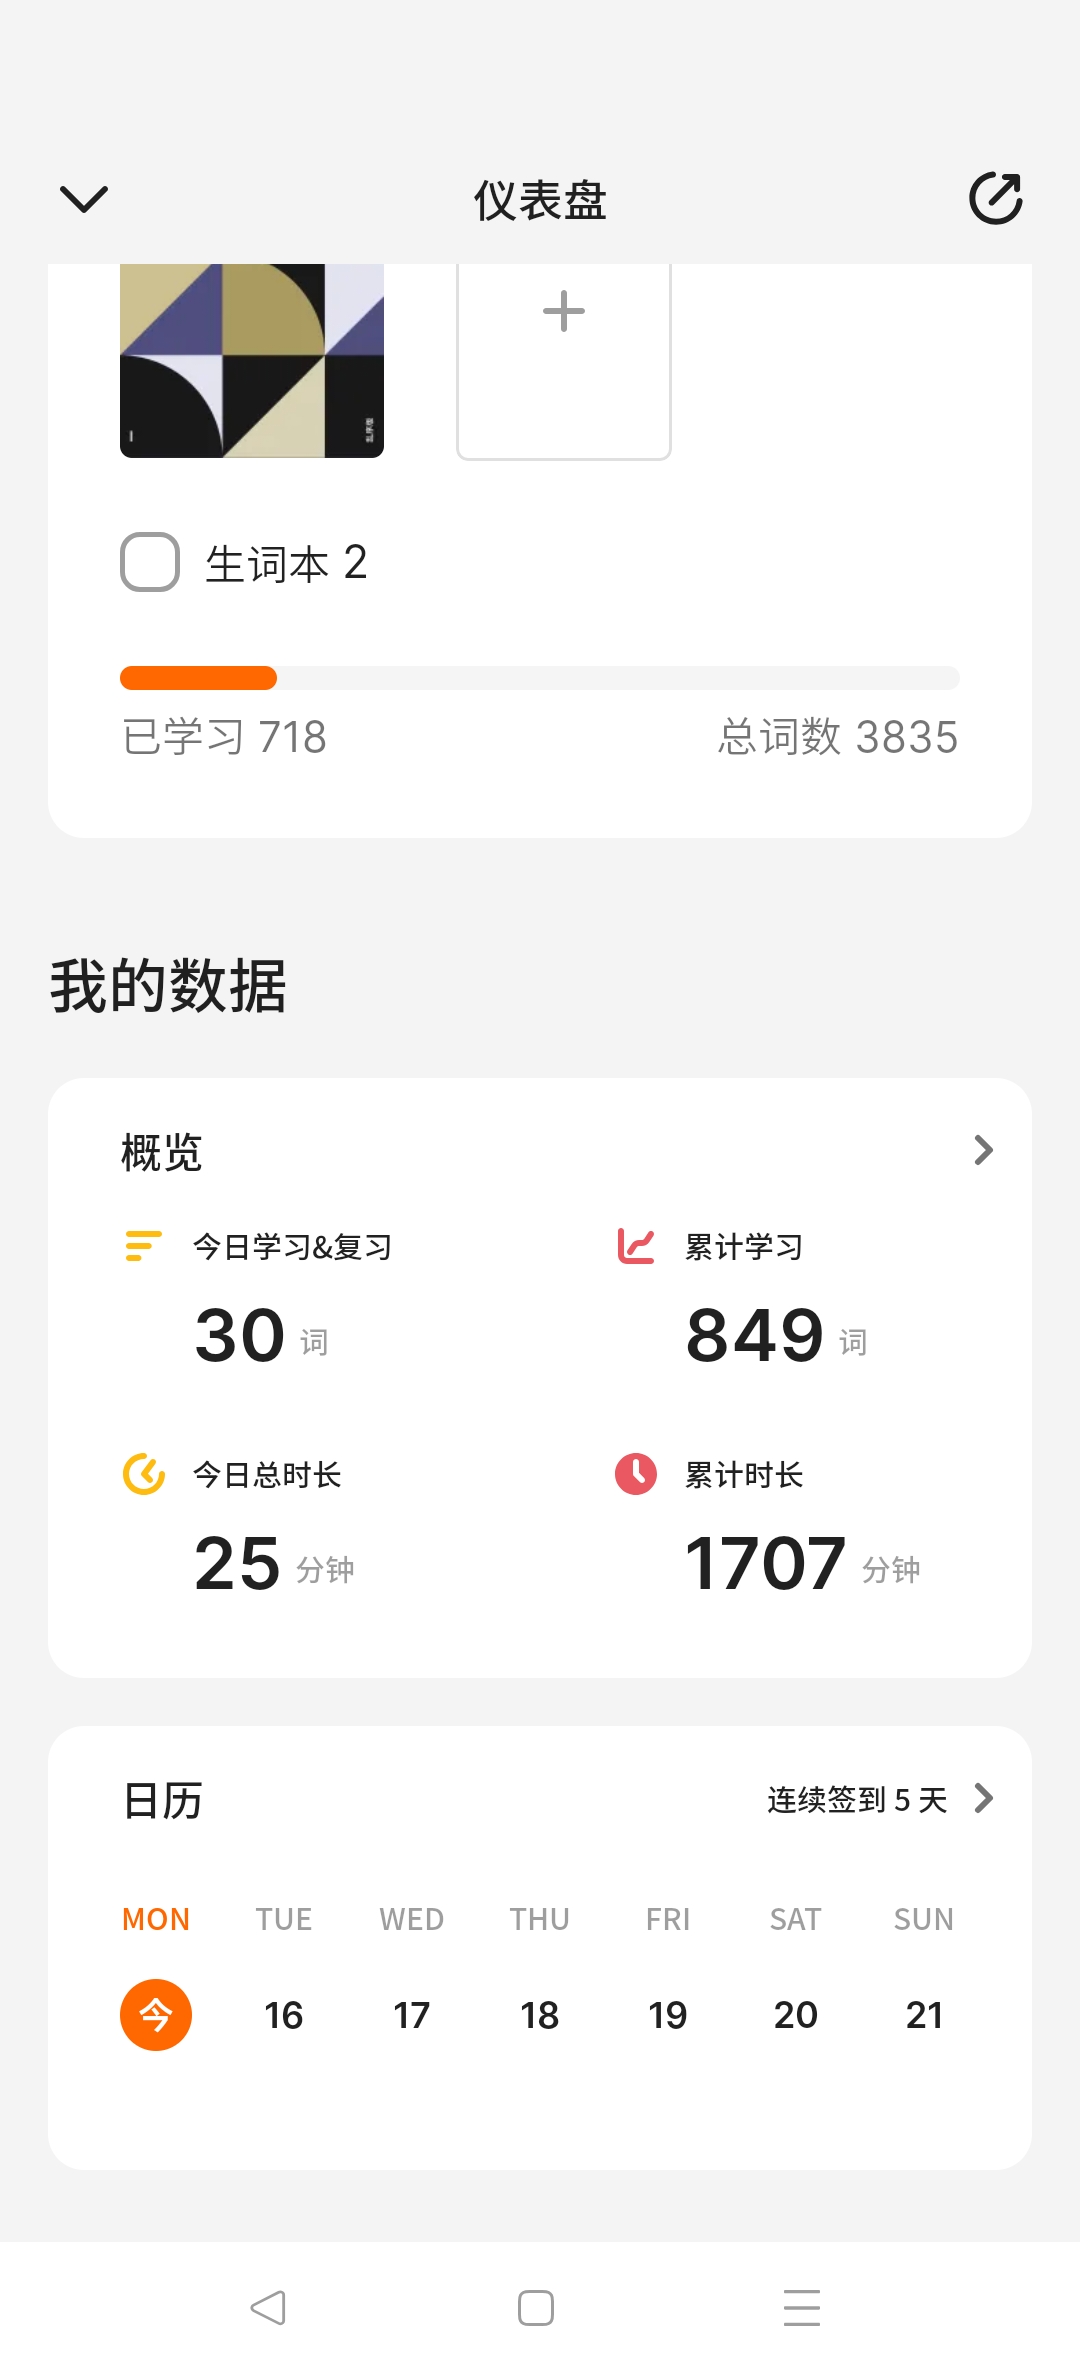 仪表盘
乱序版
生词本 2
已学习 718
总词数 3835
我的数据
概览
今日学习&复习
累计学习
30 词
849 词
今日总时长
累计时长
25 分钟
1707 分钟
日历
连续签到 5 天
MON TUE WED THU FRI SAT SUN
今 16 17 18 19 20 21